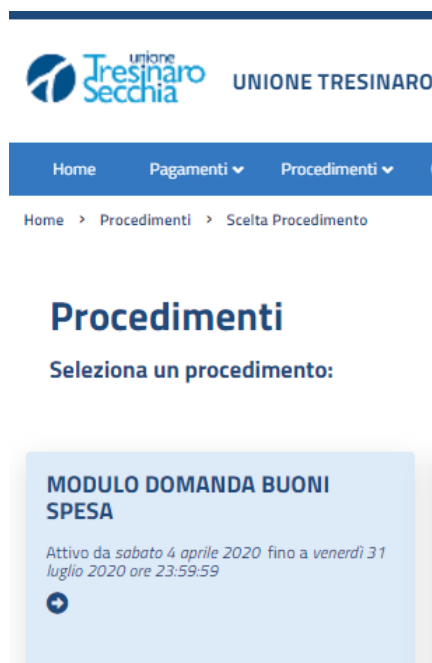 unione
Tresinaro
Secchia
UNIONE TRESINARO
Home Pagamenti Procedimenti
Home > Procedimenti > Scelta Procedimento
Procedimenti
Seleziona un procedimento:
MODULO DOMANDA BUONI
SPESA
Attivo da sabato 4 aprile 2020 fino a venerdì 31
luglio 2020 ore 23:59:59